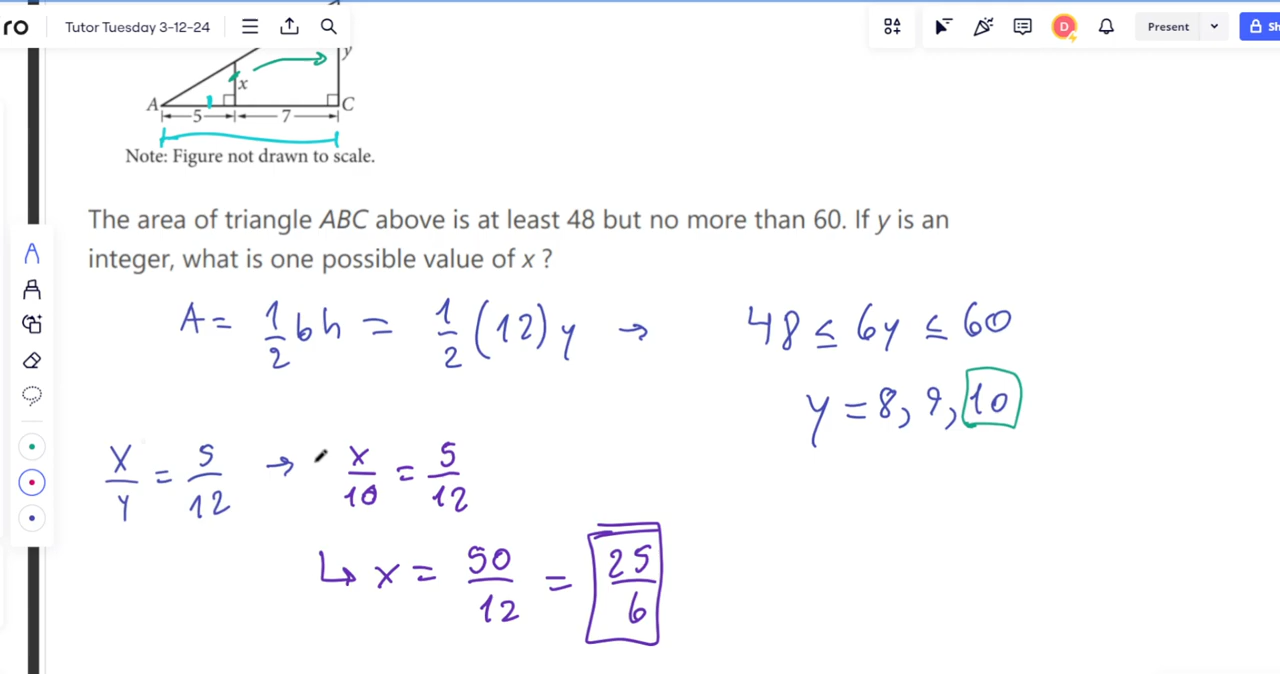 ro Tutor Tuesday 3-12-24 D Present Sh
y
x
A C
5 7
Note: Figure not drawn to scale.
The area of triangle ABC above is at least 48 but no more than 60. If y is an
integer, what is one possible value of x ?
A = 1/2 bh = 1/2 (12) y → 48 ≤ 6y ≤ 60
y = 8, 9, 10
x/y = 5/12 → x/10 = 5/12
↳ x = 50/12 = 25/6